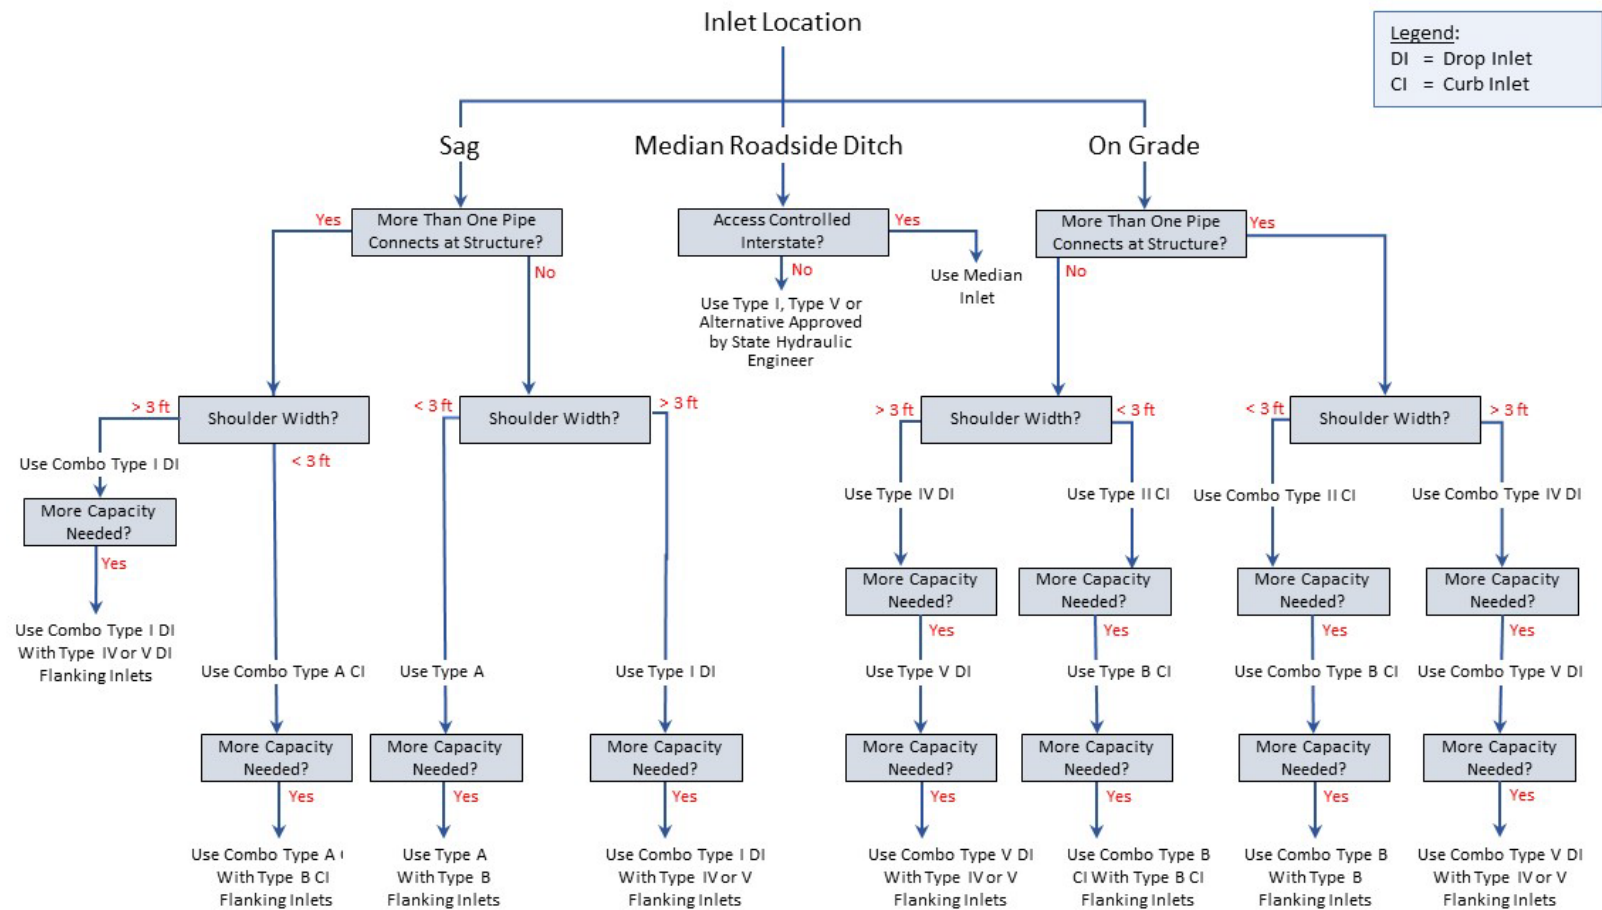 Inlet Location
Legend:
DI = Drop Inlet
CI = Curb Inlet
Sag
Median Roadside Ditch
On Grade
Yes
More Than One Pipe
Connects at Structure?
No
Access Controlled
Interstate?
Yes
No
Use Median
Inlet
Use Type I, Type V or
Alternative Approved
by State Hydraulic
Engineer
More Than One Pipe
Connects at Structure?
Yes
No
> 3 ft
Shoulder Width?
< 3 ft
< 3 ft
Shoulder Width?
> 3 ft
> 3 ft
Shoulder Width?
< 3 ft
< 3 ft
Shoulder Width?
> 3 ft
Use Combo Type I DI
More Capacity
Needed?
Yes
Use Combo Type I DI
With Type IV or V DI
Flanking Inlets
Use Type IV DI
Use Type II CI
Use Combo Type II CI
Use Combo Type IV DI
More Capacity
Needed?
Yes
More Capacity
Needed?
Yes
More Capacity
Needed?
Yes
More Capacity
Needed?
Yes
Use Combo Type A CI
Use Type A
Use Type I DI
Use Type V DI
Use Type B CI
Use Combo Type B CI
Use Combo Type V DI
More Capacity
Needed?
Yes
More Capacity
Needed?
Yes
More Capacity
Needed?
Yes
More Capacity
Needed?
Yes
More Capacity
Needed?
Yes
More Capacity
Needed?
Yes
More Capacity
Needed?
Yes
Use Combo Type A
With Type B CI
Flanking Inlets
Use Type A
With Type B
Flanking Inlets
Use Combo Type I DI
With Type IV or V
Flanking Inlets
Use Combo Type V DI
With Type IV or V
Flanking Inlets
Use Combo Type B
CI With Type B CI
Flanking Inlets
Use Combo Type B
With Type B
Flanking Inlets
Use Combo Type V DI
With Type IV or V
Flanking Inlets